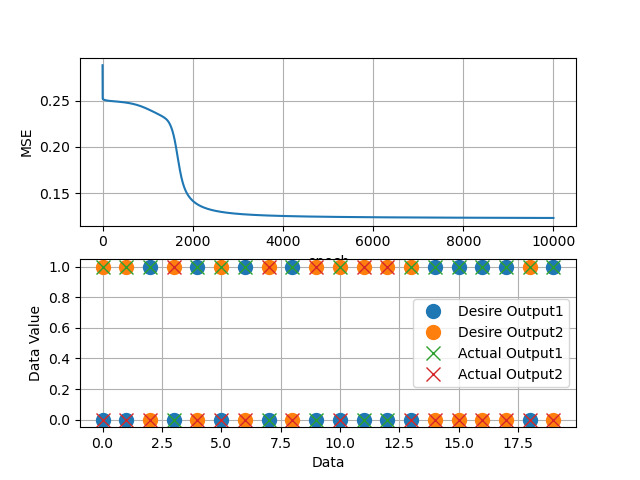 0.25
0.20
0.15
MSE
0 2000 4000 6000 8000 10000
epoch
1.0
0.8
0.6
0.4
0.2
0.0
Data Value
Desire Output1
Desire Output2
Actual Output1
Actual Output2
0.0 2.5 5.0 7.5 10.0 12.5 15.0 17.5
Data